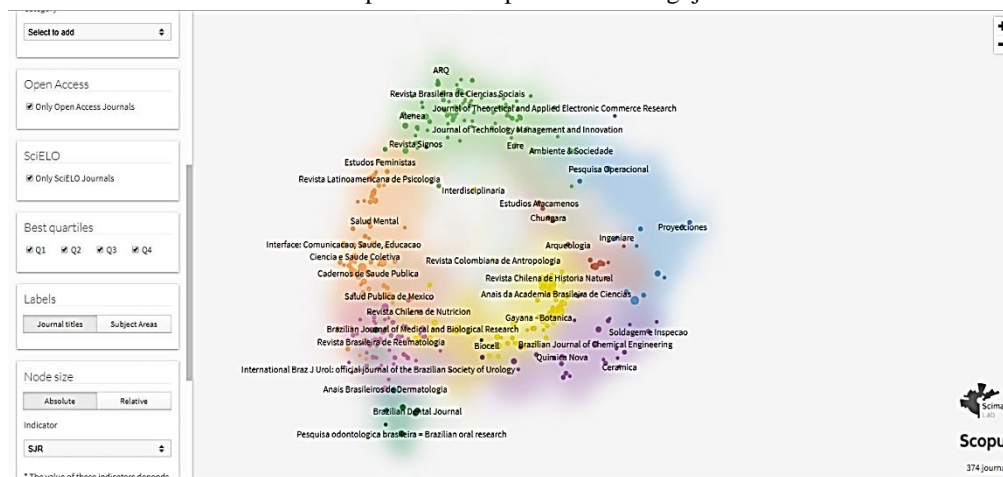 Select to add
Open Access
Only Open Access Journals
SciELO
Only SciELO Journals
Best quartiles
Q1 Q2 Q3 Q4
Labels
Journal titles Subject Areas
Node size
Absolute Relative
Indicator
SJR
ARQ
Revista Brasileira de Ciencias Sociais
Journal of Theoretical and Applied Electronic Commerce Research
Atenea
Journal of Technology Management and Innovation
Revista Signos
Eure
Ambiente & Sociedade
Estudos Feministas
Pesquisa Operacional
Revista Latinoamericana de Psicologia
Interdisciplinaria
Estudios Atacamenos
Salud Mental
Chungara
Proyecciones
Ingeniare
Interface: Comunicacao, Saude, Educacao
Arqueologia
Ciencia e Saude Coletiva
Revista Colombiana de Antropologia
Cadernos de Saude Publica
Revista Chilena de Historia Natural
Salud Publica de Mexico
Anais da Academia Brasileira de Ciencias
Revista Chilena de Nutricion
Gayana - Botanica
Brazilian Journal of Medical and Biological Research
Soldagem e Inspecao
Revista Brasileira de Reumatologia
Biocell
Brazilian Journal of Chemical Engineering
Quimica Nova
International Braz J Urol: official journal of the Brazilian Society of Urology
Ceramica
Anais Brasileiros de Dermatologia
Brazilian Dental Journal
Pesquisa odontologica brasileira = Brazilian oral research
Scima
Lab
Scopu
374 journa
* The value of these indicators depends